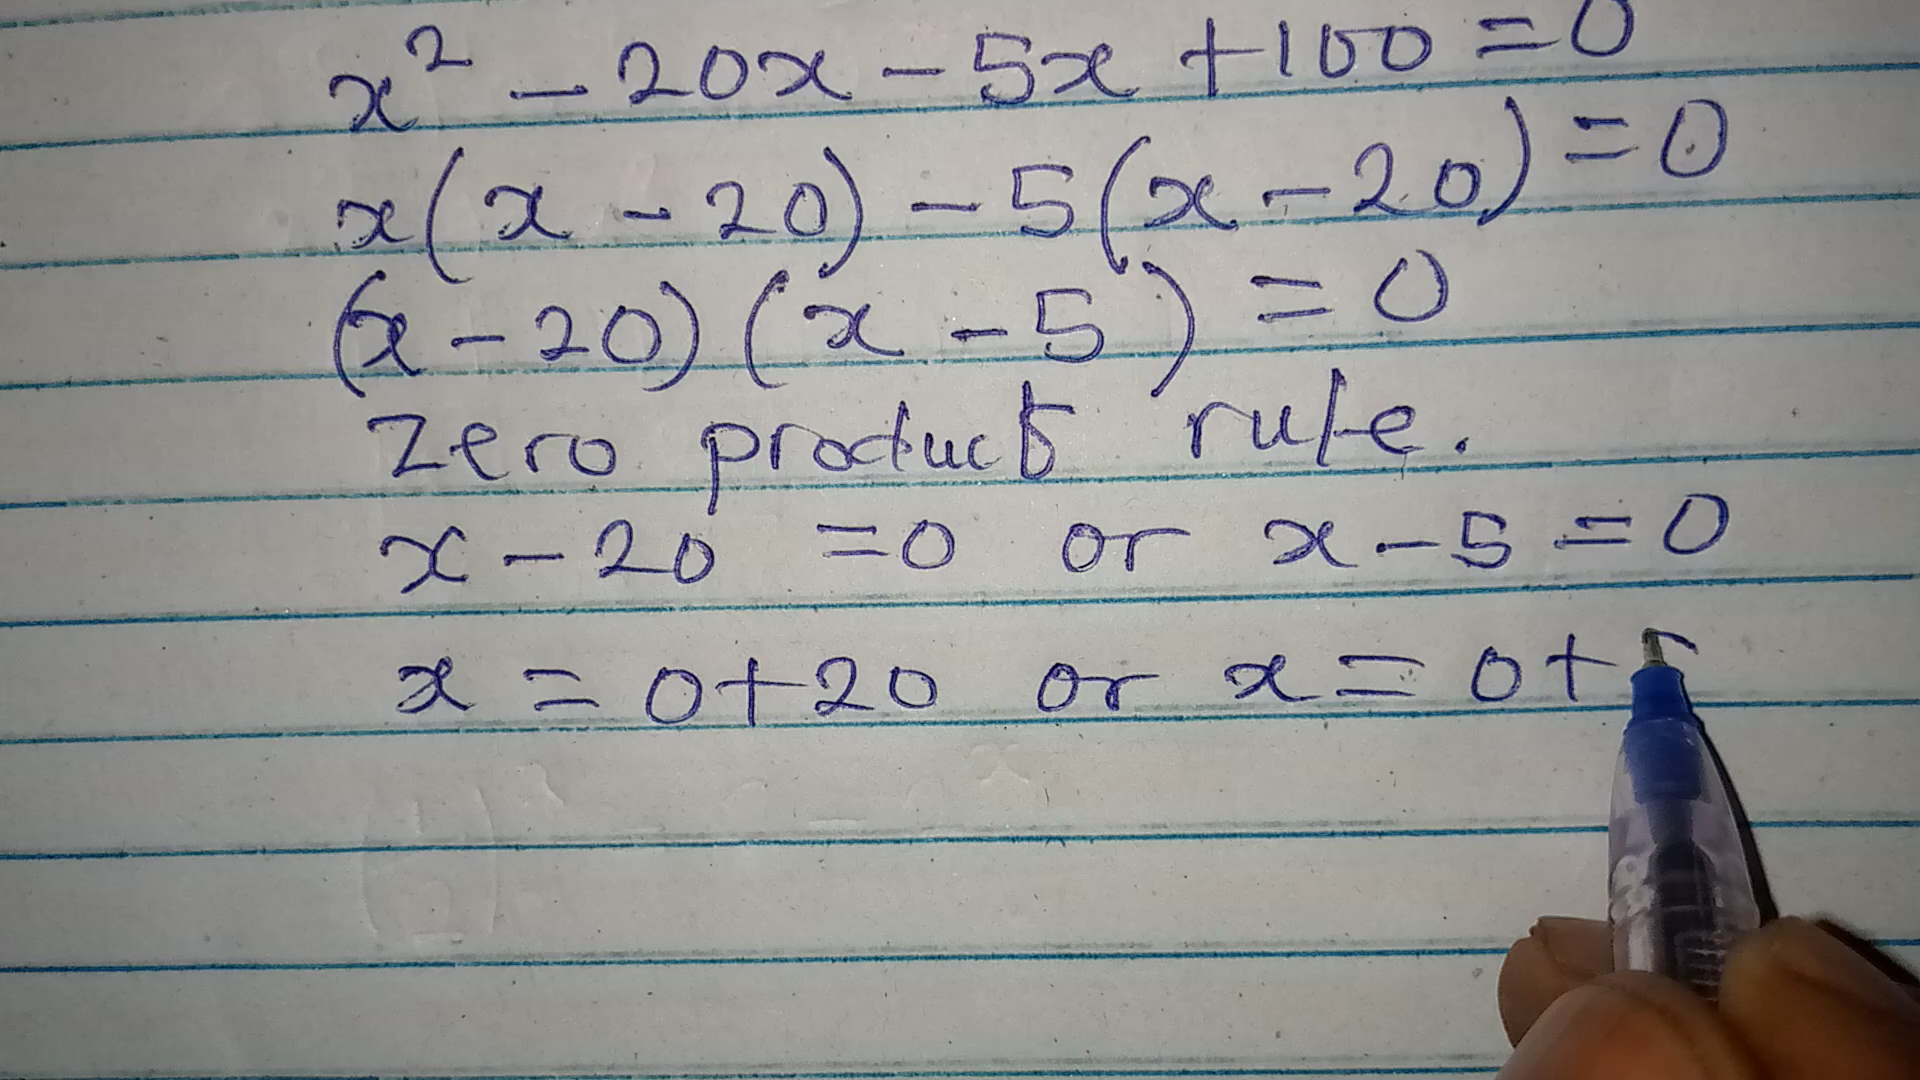 x² - 20x - 5x + 100 = 0
x(x - 20) - 5(x - 20) = 0
(x - 20)(x - 5) = 0
Zero product rule.
x - 20 = 0 or x - 5 = 0
x = 0 + 20 or x = 0 +